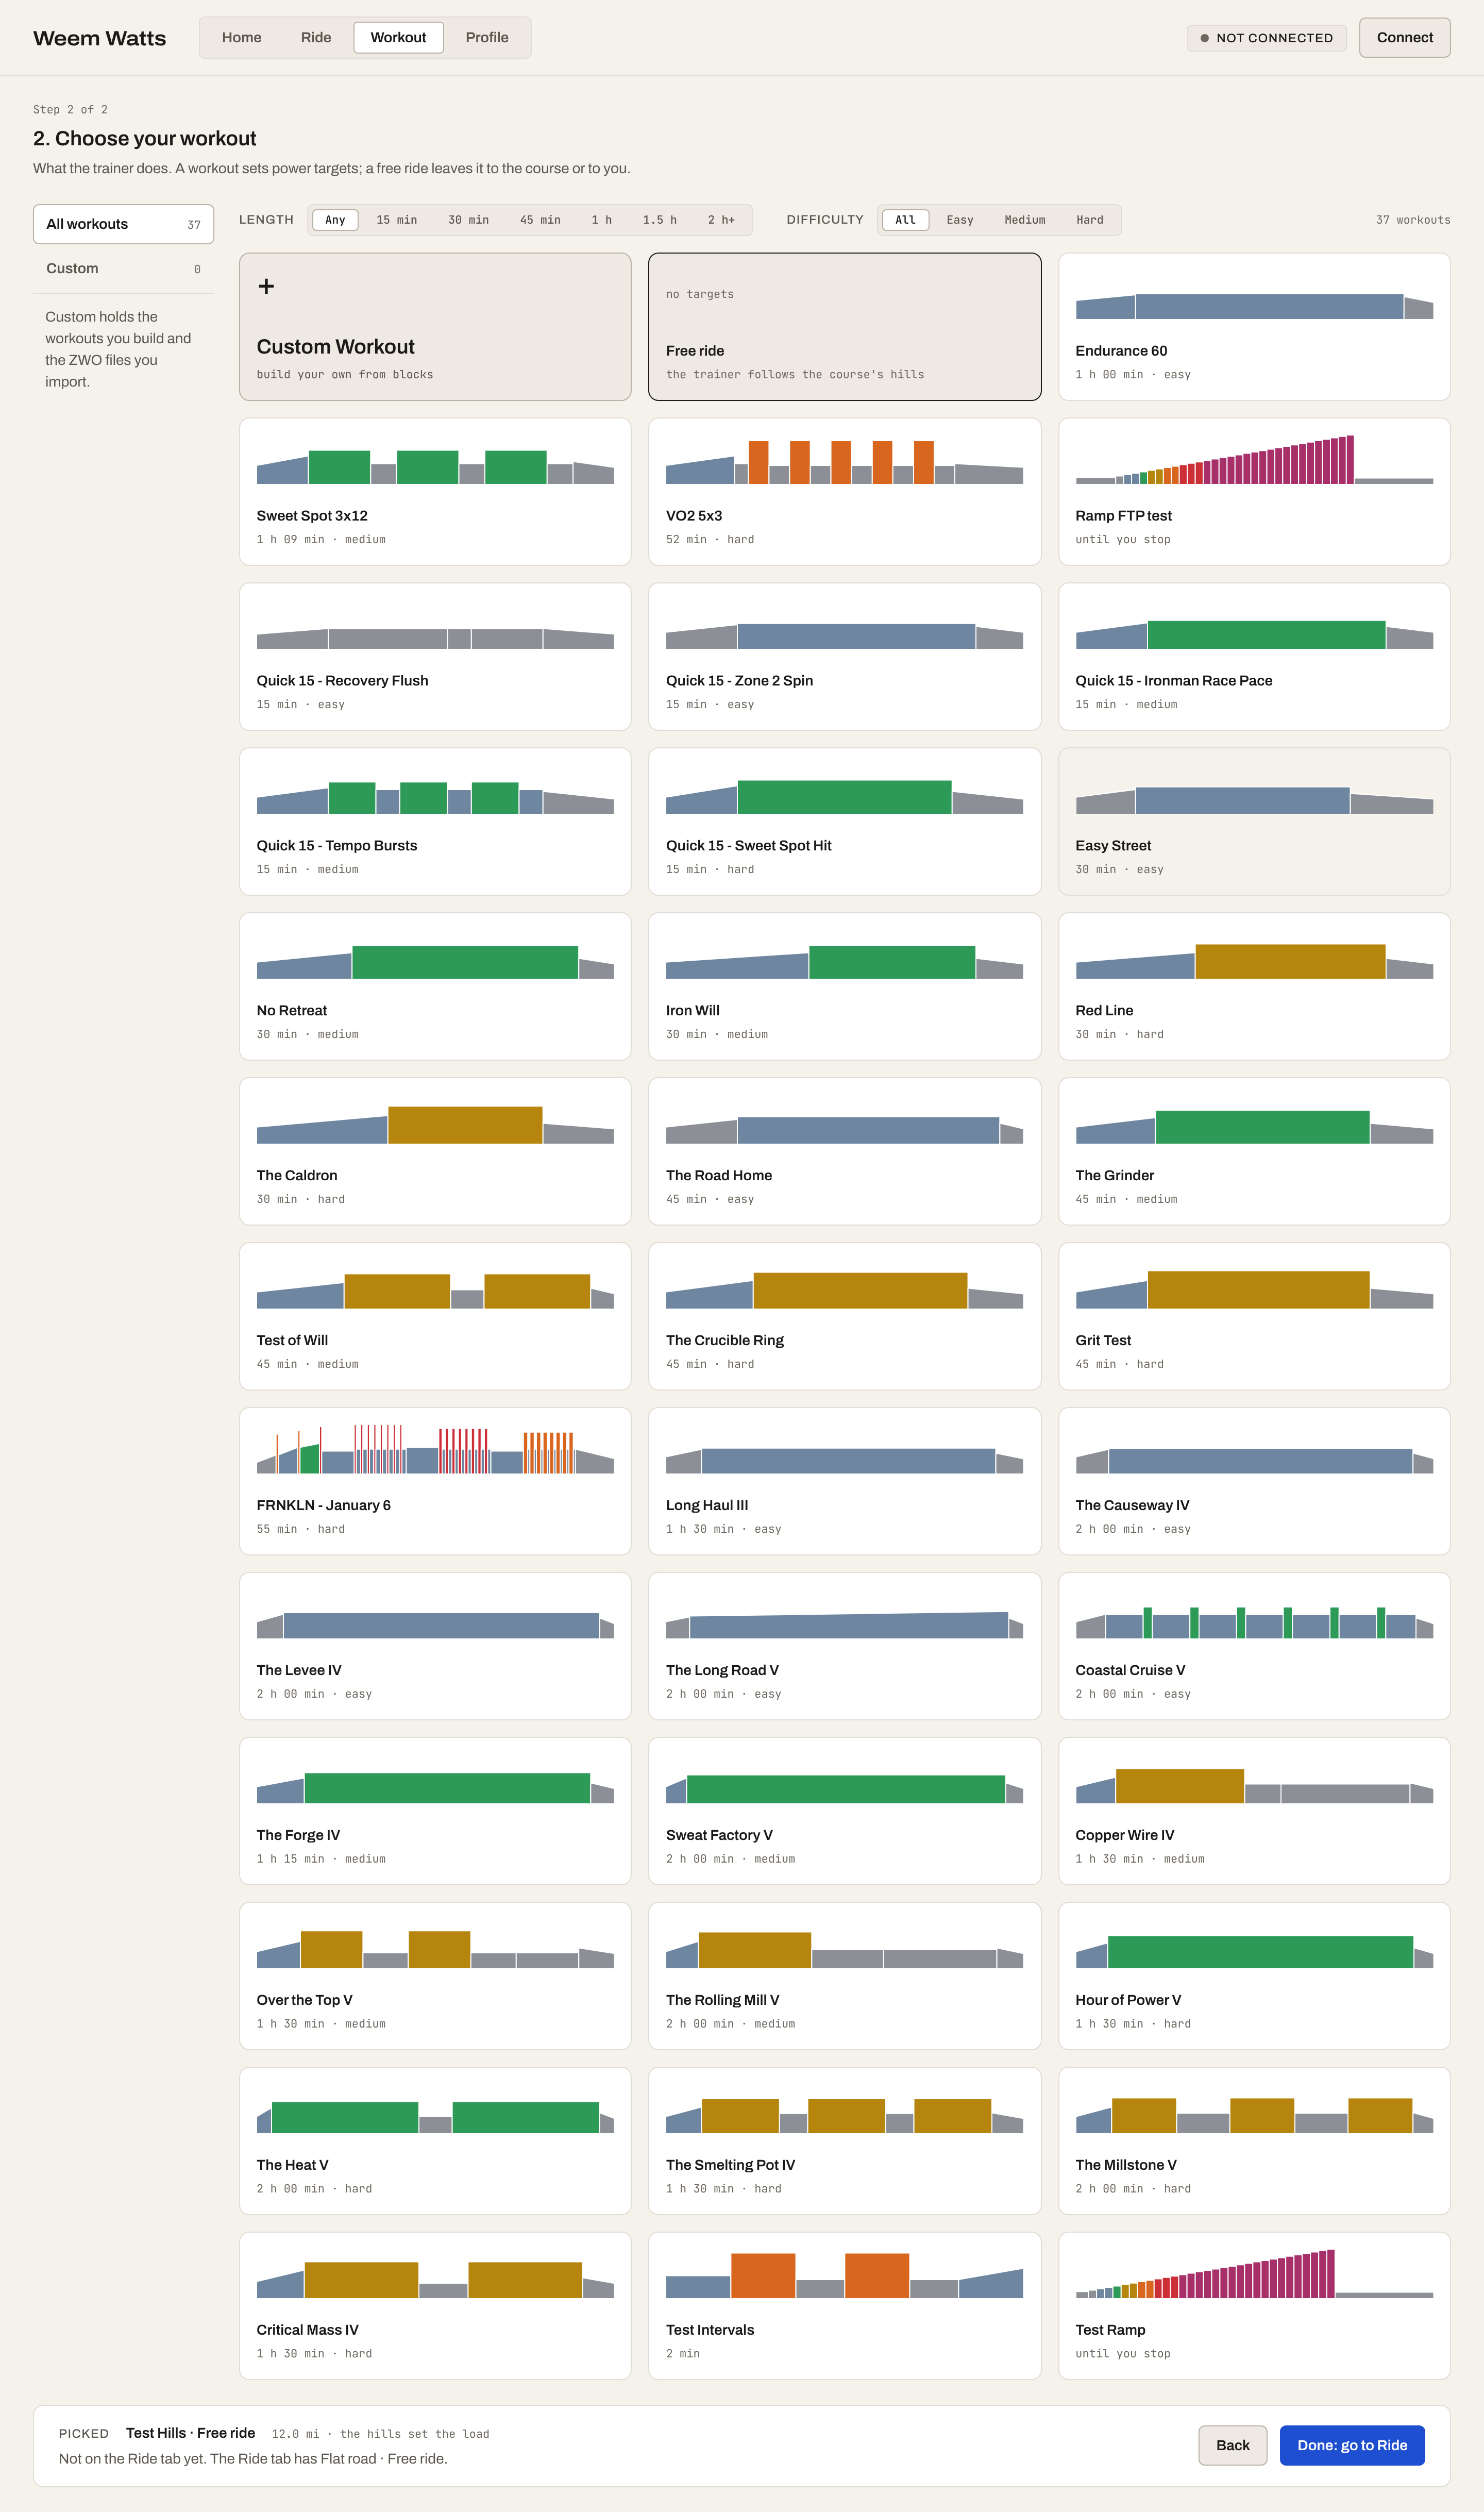 Weem Watts
Home
Ride
Workout
Profile
NOT CONNECTED
Connect
Step 2 of 2
2. Choose your workout
What the trainer does. A workout sets power targets; a free ride leaves it to the course or to you.
All workouts 37
Custom 0
Custom holds the
workouts you build and
the ZWO files you
import.
LENGTH Any 15 min 30 min 45 min 1 h 1.5 h 2 h+
DIFFICULTY All Easy Medium Hard
37 workouts
+
Custom Workout
build your own from blocks
no targets
Free ride
the trainer follows the course's hills
Endurance 60
1 h 00 min · easy
Sweet Spot 3x12
1 h 09 min · medium
VO2 5x3
52 min · hard
Ramp FTP test
until you stop
Quick 15 - Recovery Flush
15 min · easy
Quick 15 - Zone 2 Spin
15 min · easy
Quick 15 - Ironman Race Pace
15 min · medium
Quick 15 - Tempo Bursts
15 min · medium
Quick 15 - Sweet Spot Hit
15 min · hard
Easy Street
30 min · easy
No Retreat
30 min · medium
Iron Will
30 min · medium
Red Line
30 min · hard
The Caldron
30 min · hard
The Road Home
45 min · easy
The Grinder
45 min · medium
Test of Will
45 min · medium
The Crucible Ring
45 min · hard
Grit Test
45 min · hard
FRNKLN - January 6
55 min · hard
Long Haul III
1 h 30 min · easy
The Causeway IV
2 h 00 min · easy
The Levee IV
2 h 00 min · easy
The Long Road V
2 h 00 min · easy
Coastal Cruise V
2 h 00 min · easy
The Forge IV
1 h 15 min · medium
Sweat Factory V
2 h 00 min · medium
Copper Wire IV
1 h 30 min · medium
Over the Top V
1 h 30 min · medium
The Rolling Mill V
2 h 00 min · medium
Hour of Power V
1 h 30 min · hard
The Heat V
2 h 00 min · hard
The Smelting Pot IV
1 h 30 min · hard
The Millstone V
2 h 00 min · hard
Critical Mass IV
1 h 30 min · hard
Test Intervals
2 min
Test Ramp
until you stop
PICKED Test Hills · Free ride 12.0 mi · the hills set the load
Not on the Ride tab yet. The Ride tab has Flat road · Free ride.
Back
Done: go to Ride